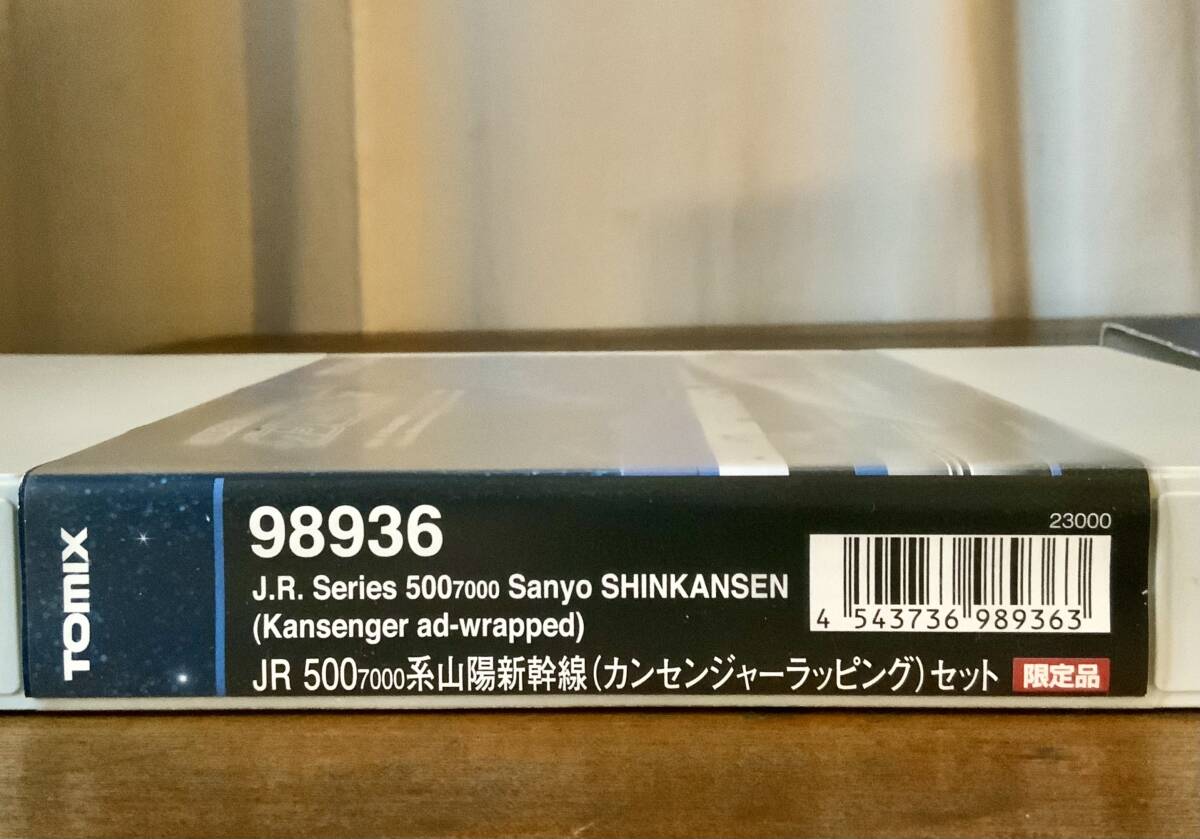 TOMIX
98936
J.R. Series 5007000 Sanyo SHINKANSEN
(Kansenger ad-wrapped)
JR 5007000系山陽新幹線(カンセンジャーラッピング)セット
限定品
23000
4 543736 989363